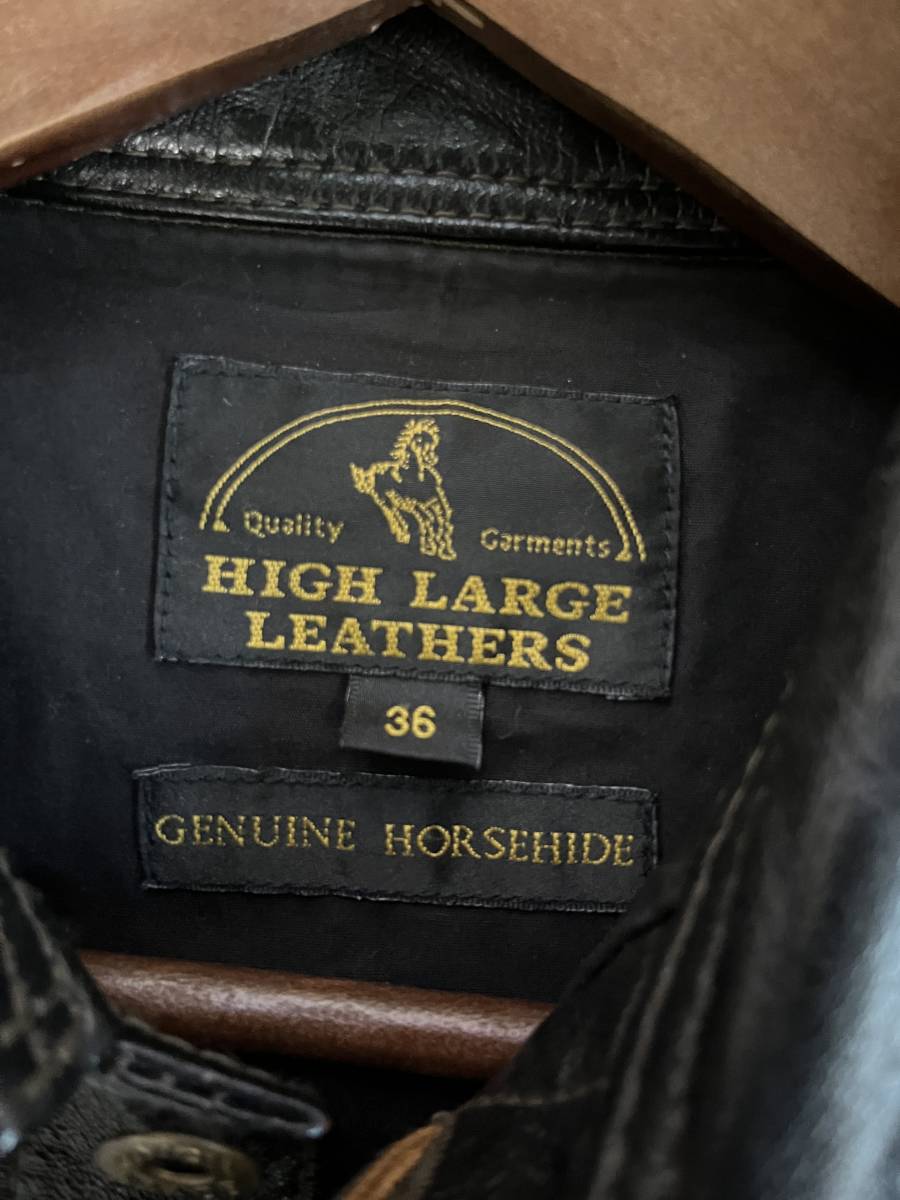 Quality Garments
HIGH LARGE
LEATHERS
36
GENUINE HORSEHIDE